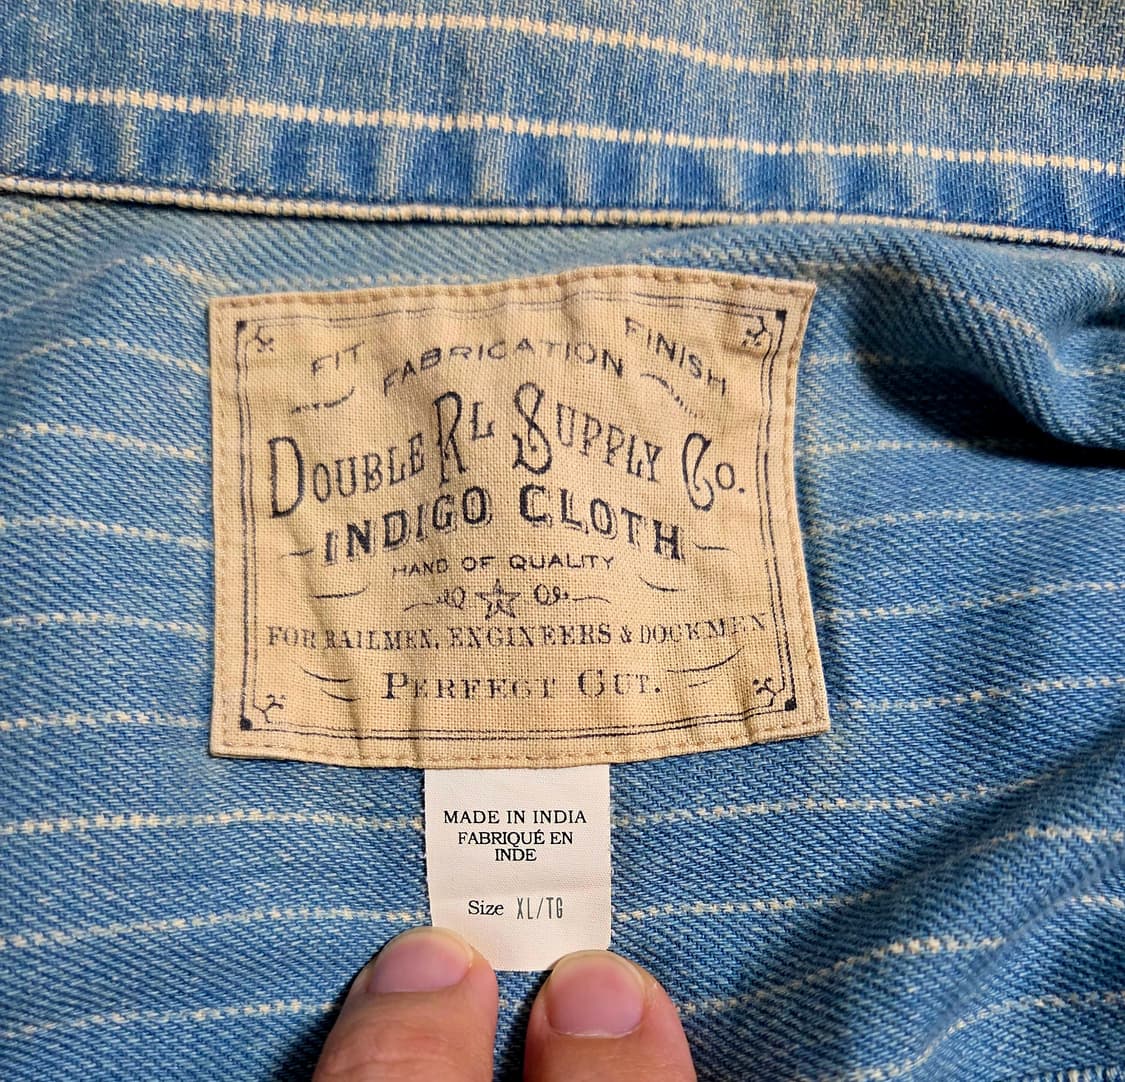 FIT FABRICATION FINISH
DOUBLE RL SUPPLY CO.
INDIGO CLOTH
HAND OF QUALITY
FOR RAILMEN, ENGINEERS & DOCKMEN
PERFECT CUT.
MADE IN INDIA
FABRIQUÉ EN
INDE
Size XL/TG